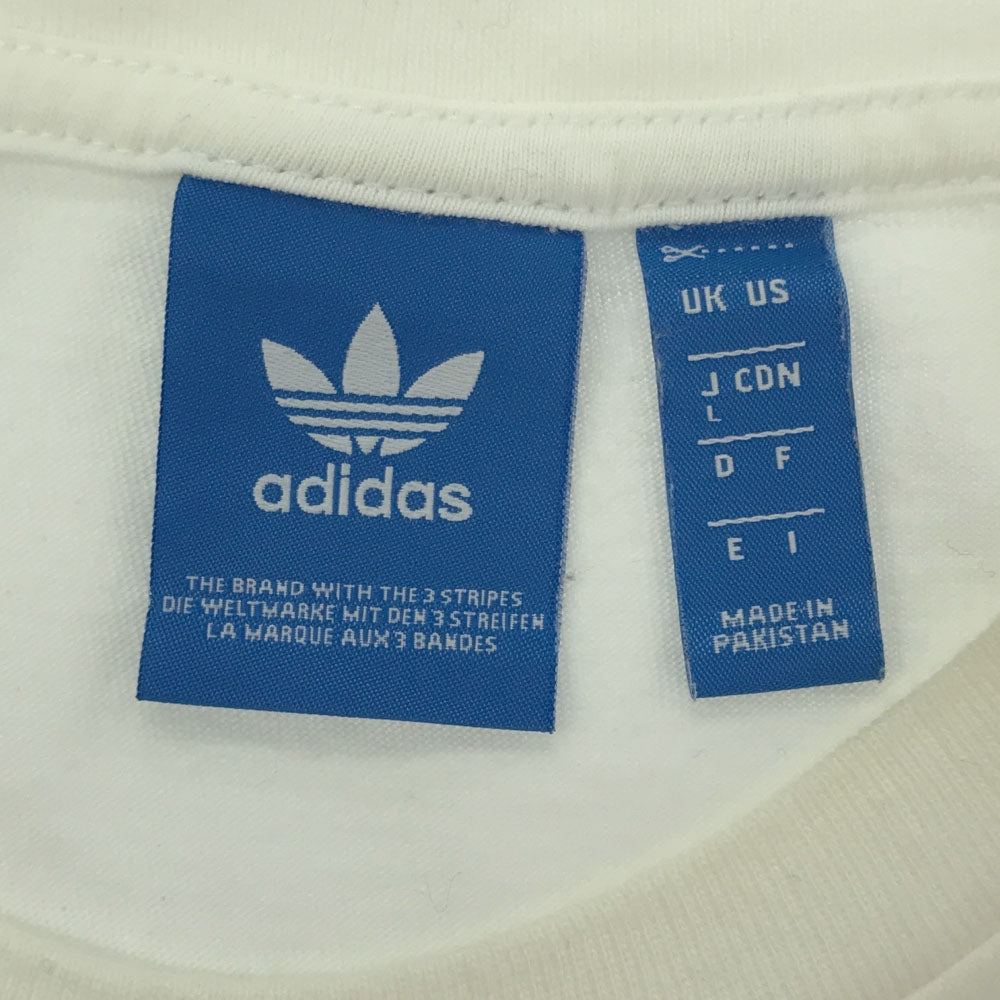 adidas
THE BRAND WITH THE 3 STRIPES
DIE WELTMARKE MIT DEN 3 STREIFEN
LA MARQUE AUX 3 BANDES
UK US
J CDN
L
D F
E I
MADE IN
PAKISTAN